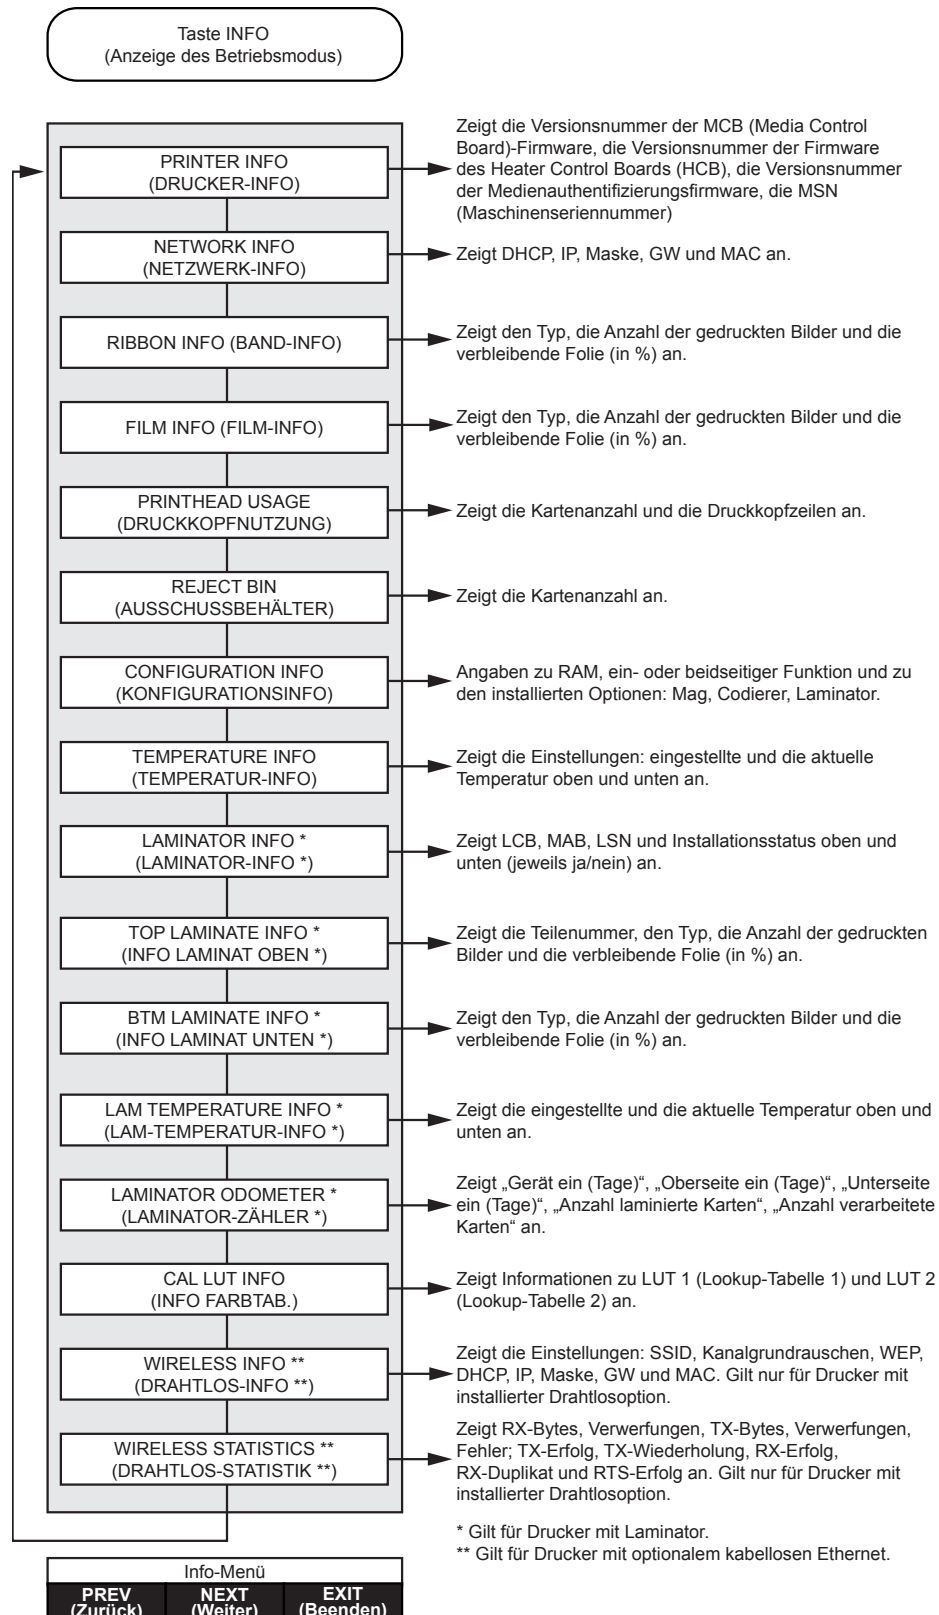 Taste INFO
(Anzeige des Betriebsmodus)
PRINTER INFO
(DRUCKER-INFO)
Zeigt die Versionsnummer der MCB (Media Control
Board)-Firmware, die Versionsnummer der Firmware
des Heater Control Boards (HCB), die Versionsnummer
der Medienauthentifizierungsfirmware, die MSN
(Maschinenseriennummer)
NETWORK INFO
(NETZWERK-INFO)
Zeigt DHCP, IP, Maske, GW und MAC an.
RIBBON INFO (BAND-INFO)
Zeigt den Typ, die Anzahl der gedruckten Bilder und die
verbleibende Folie (in %) an.
FILM INFO (FILM-INFO)
Zeigt den Typ, die Anzahl der gedruckten Bilder und die
verbleibende Folie (in %) an.
PRINTHEAD USAGE
(DRUCKKOPFNUTZUNG)
Zeigt die Kartenanzahl und die Druckkopfzeilen an.
REJECT BIN
(AUSSCHUSSBEHÄLTER)
Zeigt die Kartenanzahl an.
CONFIGURATION INFO
(KONFIGURATIONSINFO)
Angaben zu RAM, ein- oder beidseitiger Funktion und zu
den installierten Optionen: Mag, Codierer, Laminator.
TEMPERATURE INFO
(TEMPERATUR-INFO)
Zeigt die Einstellungen: eingestellte und die aktuelle
Temperatur oben und unten an.
LAMINATOR INFO *
(LAMINATOR-INFO *)
Zeigt LCB, MAB, LSN und Installationsstatus oben und
unten (jeweils ja/nein) an.
TOP LAMINATE INFO *
(INFO LAMINAT OBEN *)
Zeigt die Teilenummer, den Typ, die Anzahl der gedruckten
Bilder und die verbleibende Folie (in %) an.
BTM LAMINATE INFO *
(INFO LAMINAT UNTEN *)
Zeigt den Typ, die Anzahl der gedruckten Bilder und die
verbleibende Folie (in %) an.
LAM TEMPERATURE INFO *
(LAM-TEMPERATUR-INFO *)
Zeigt die eingestellte und die aktuelle Temperatur oben und
unten an.
LAMINATOR ODOMETER *
(LAMINATOR-ZÄHLER *)
Zeigt „Gerät ein (Tage)“, „Oberseite ein (Tage)“, „Unterseite
ein (Tage)“, „Anzahl laminierte Karten“, „Anzahl verarbeitete
Karten“ an.
CAL LUT INFO
(INFO FARBTAB.)
Zeigt Informationen zu LUT 1 (Lookup-Tabelle 1) und LUT 2
(Lookup-Tabelle 2) an.
WIRELESS INFO **
(DRAHTLOS-INFO **)
Zeigt die Einstellungen: SSID, Kanalgrundrauschen, WEP,
DHCP, IP, Maske, GW und MAC. Gilt nur für Drucker mit
installierter Drahtlosoption.
WIRELESS STATISTICS **
(DRAHTLOS-STATISTIK **)
Zeigt RX-Bytes, Verwerfungen, TX-Bytes, Verwerfungen,
Fehler; TX-Erfolg, TX-Wiederholung, RX-Erfolg,
RX-Duplikat und RTS-Erfolg an. Gilt nur für Drucker mit
installierter Drahtlosoption.
* Gilt für Drucker mit Laminator.
** Gilt für Drucker mit optionalem kabellosen Ethernet.
Info-Menü
PREV NEXT EXIT
(Zurück) (Weiter) (Beenden)